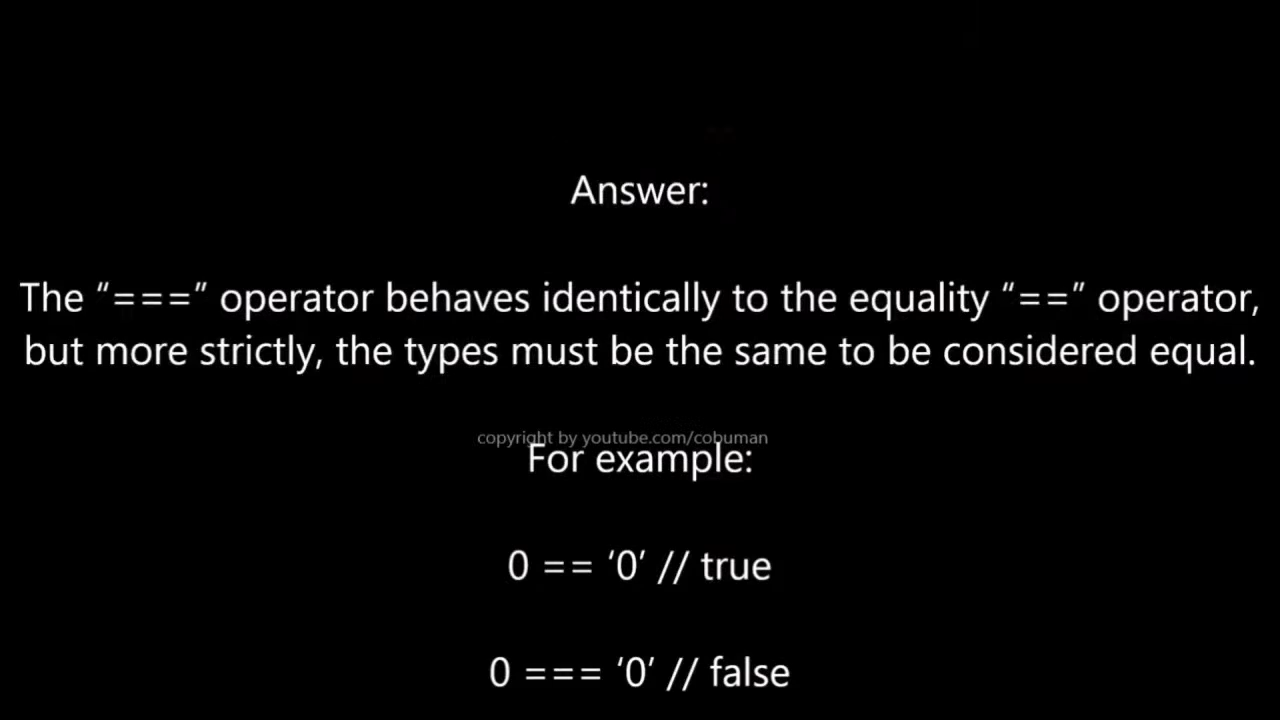 Answer:
The “===” operator behaves identically to the equality “==” operator,
but more strictly, the types must be the same to be considered equal.
copyright by youtube.com/cobuman
For example:
0 == ‘0’ // true
0 === ‘0’ // false